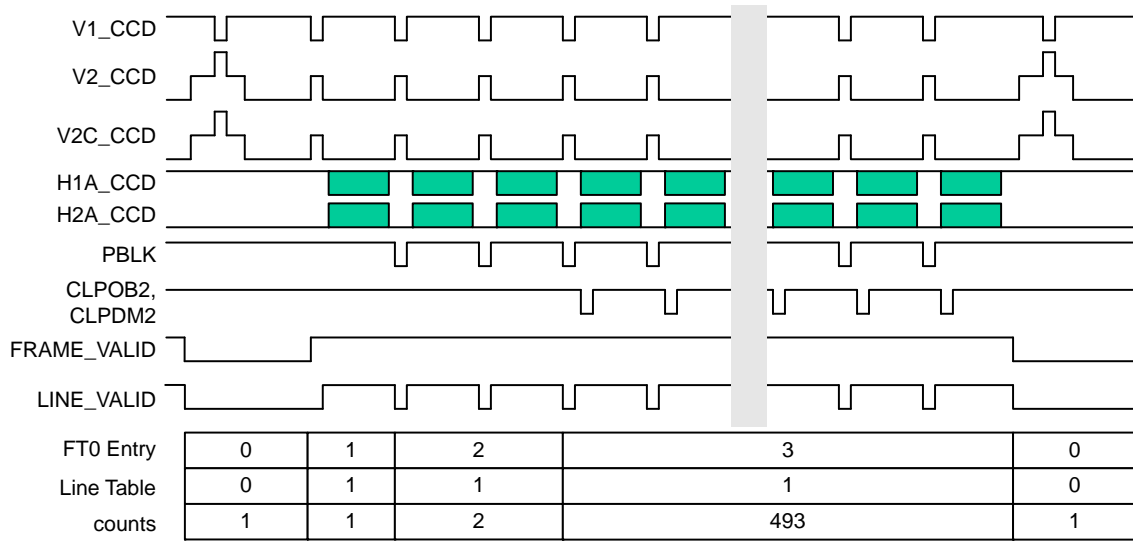 V1_CCD
V2_CCD
V2C_CCD
H1A_CCD
H2A_CCD
PBLK
CLPOB2,
CLPDM2
FRAME_VALID
LINE_VALID
FT0 Entry 0 1 2 3 0
Line Table 0 1 1 1 0
counts 1 1 2 493 1